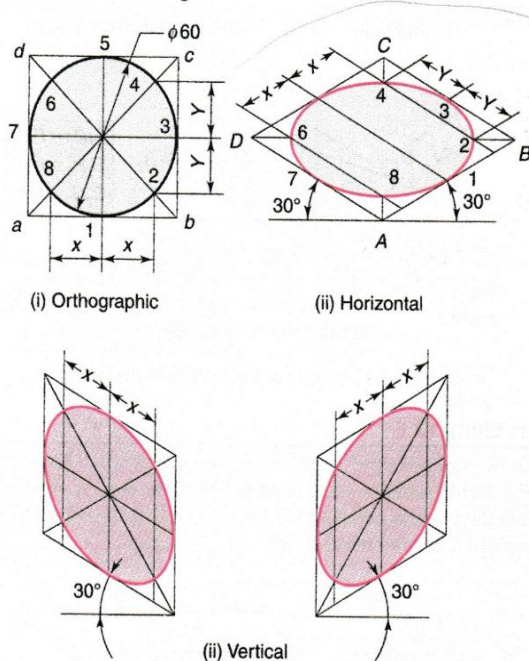 5
ϕ60
d
c
4
6
Y
7
3
8
2
Y
a
1
b
x
x
(i) Orthographic
C
x
x
Y
Y
4
3
D
6
2
B
7
8
1
30°
30°
A
(ii) Horizontal
x
x
x
x
30°
30°
(ii) Vertical